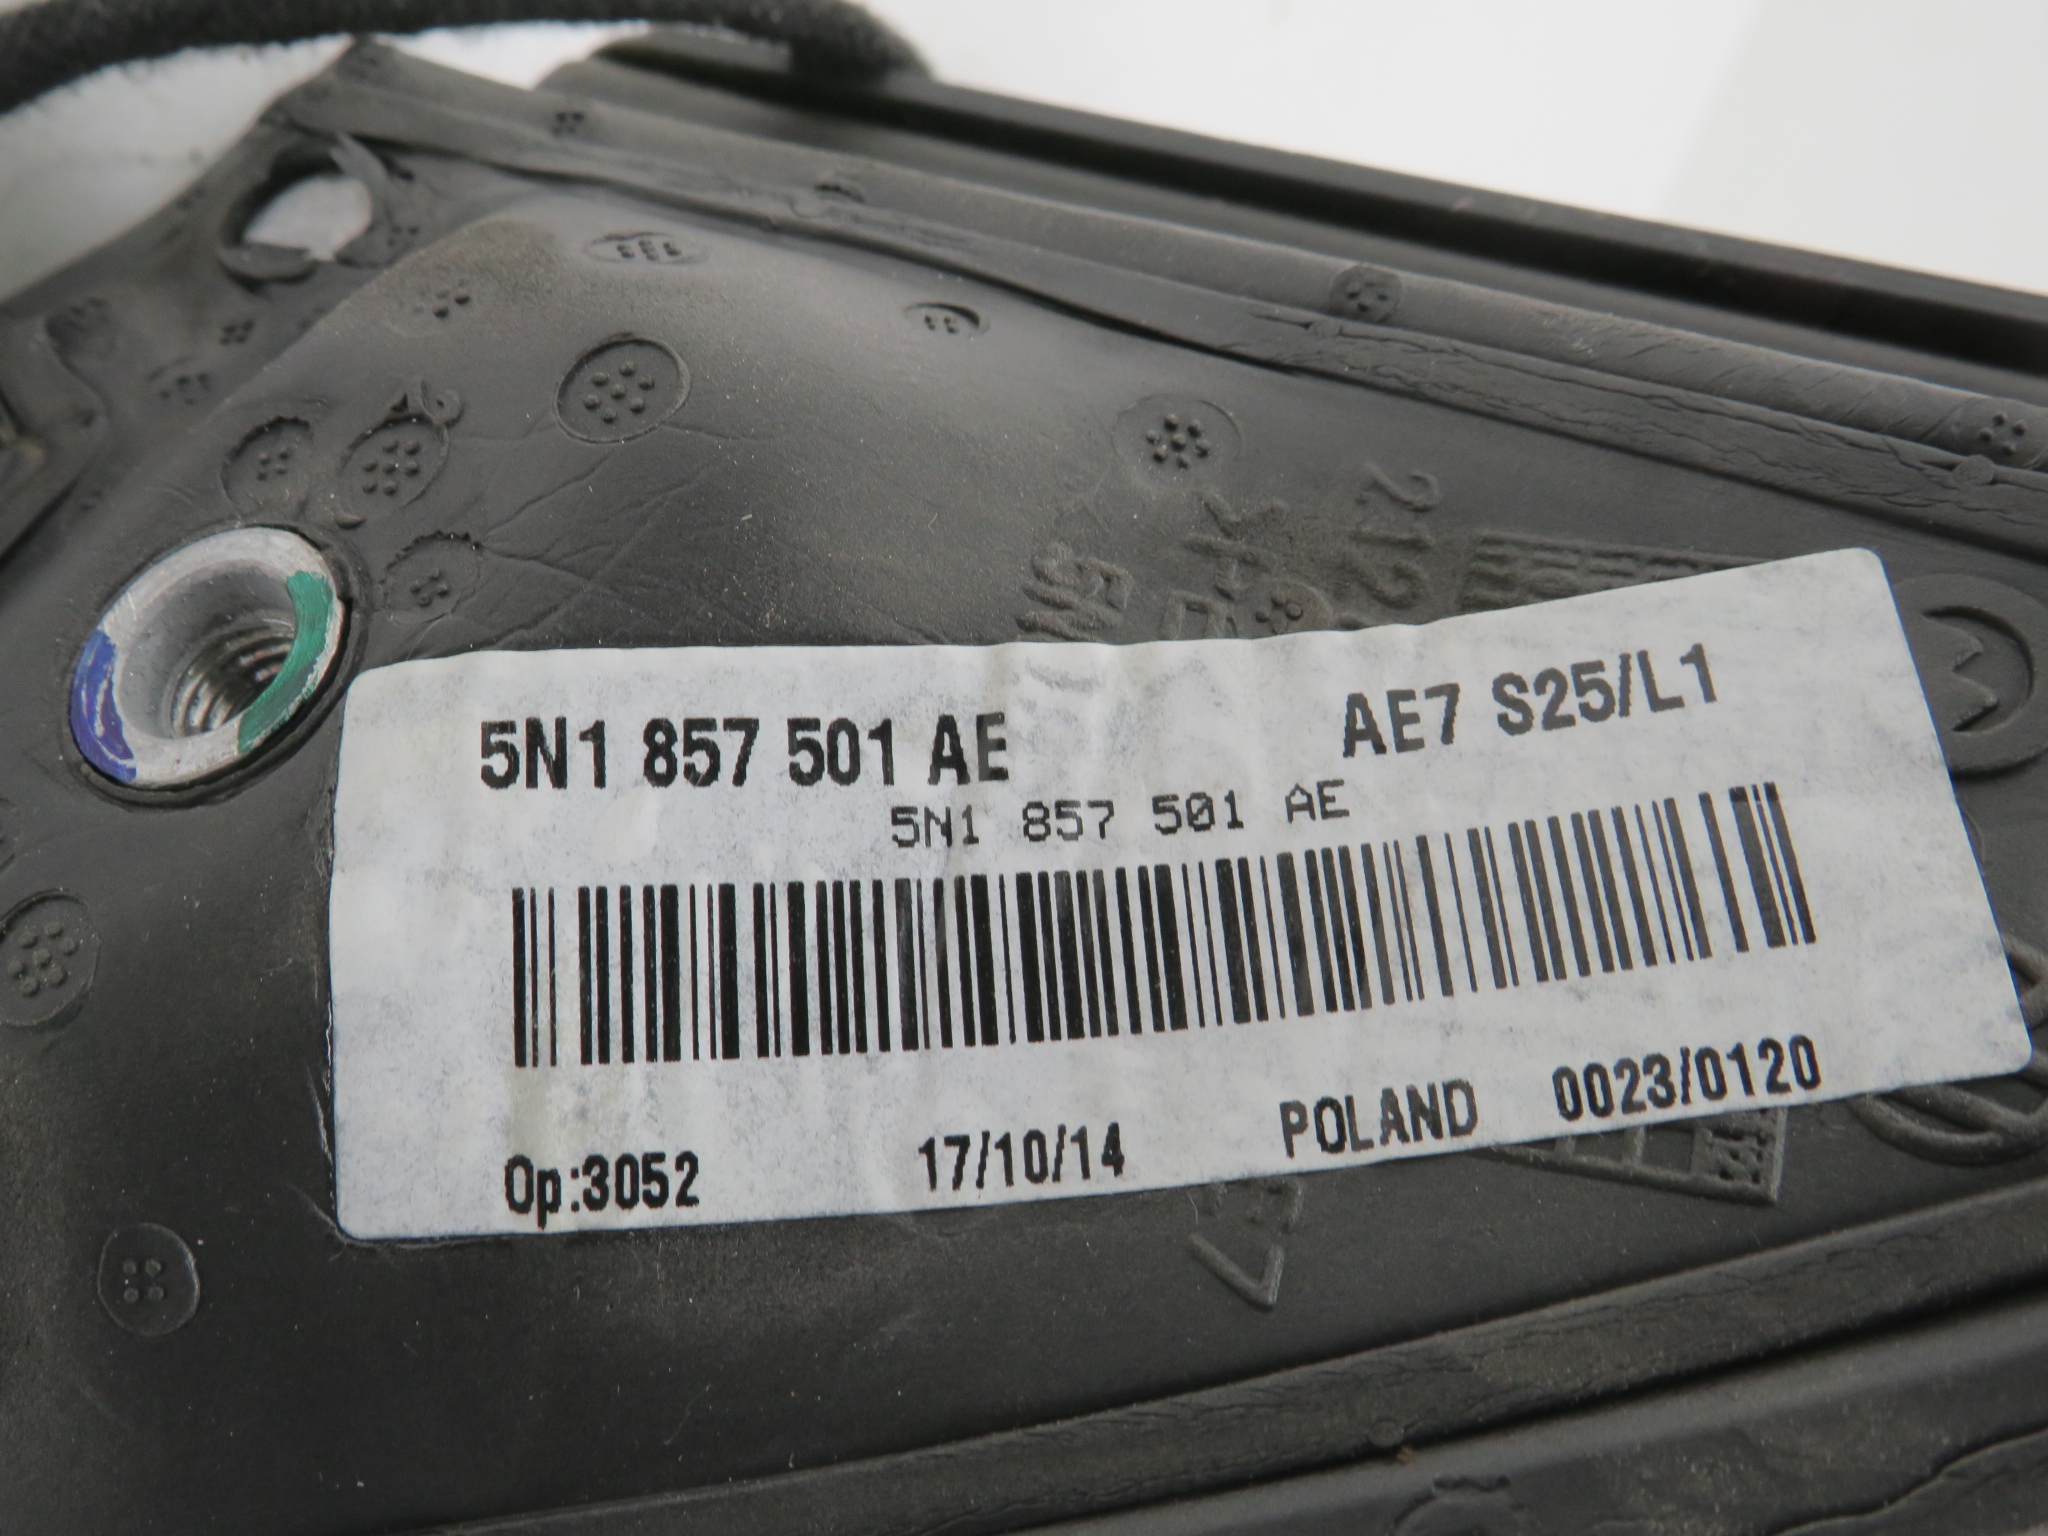 212
5N1 857 501 AE AE7 S25/L1
5N1 857 501 AE
Op:3052 17/10/14 POLAND 0023/0120